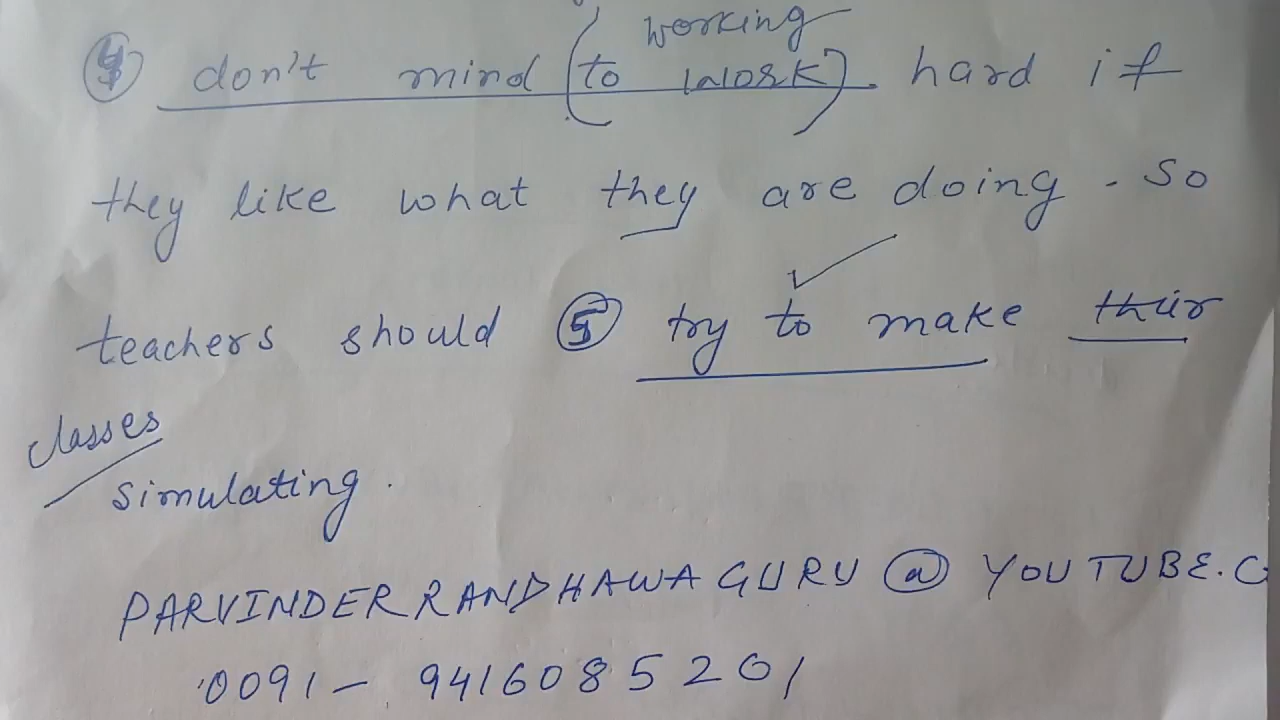 working
④ don't mind (to work). hard if
they like what they are doing. So
teachers should ⑤ try to make their
classes
simulating.
PARVINDER RANDHAWA GURU @ YOUTUBE.C
0091- 9416085201